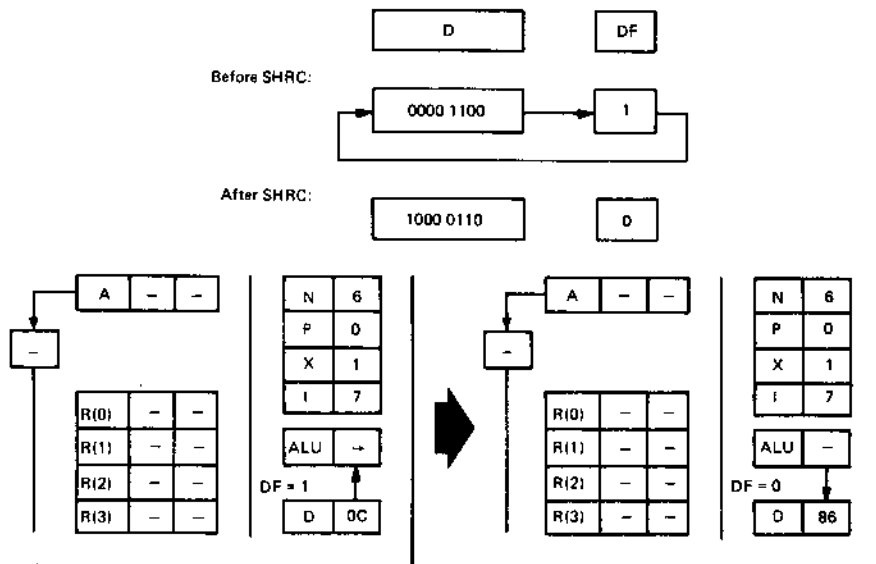 D DF
Before SHRC:
0000 1100 1
After SHRC:
1000 0110 0
A – –
–
N 6
P 0
X 1
I 7
R(0) – –
R(1) – –
R(2) – –
R(3) – –
ALU →
DF = 1
D 0C
A – –
–
N 6
P 0
X 1
I 7
R(0) – –
R(1) – –
R(2) – –
R(3) – –
ALU –
DF = 0
D 86